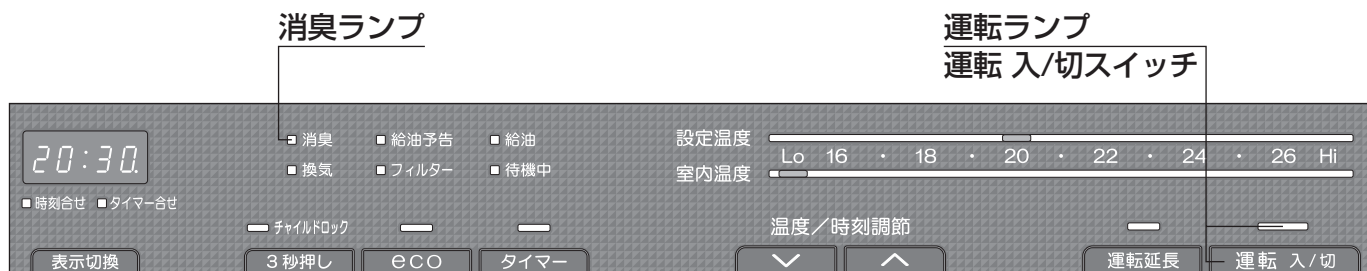 消臭ランプ
運転ランプ
運転 入/切スイッチ
20:30.
消臭 給油予告 給油
換気 フィルター 待機中
時刻合せ タイマー合せ
設定温度
Lo 16 ・ 18 ・ 20 ・ 22 ・ 24 ・ 26 Hi
室内温度
チャイルドロック
温度／時刻調節
表示切換 3秒押し eco タイマー 運転延長 運転 入/切